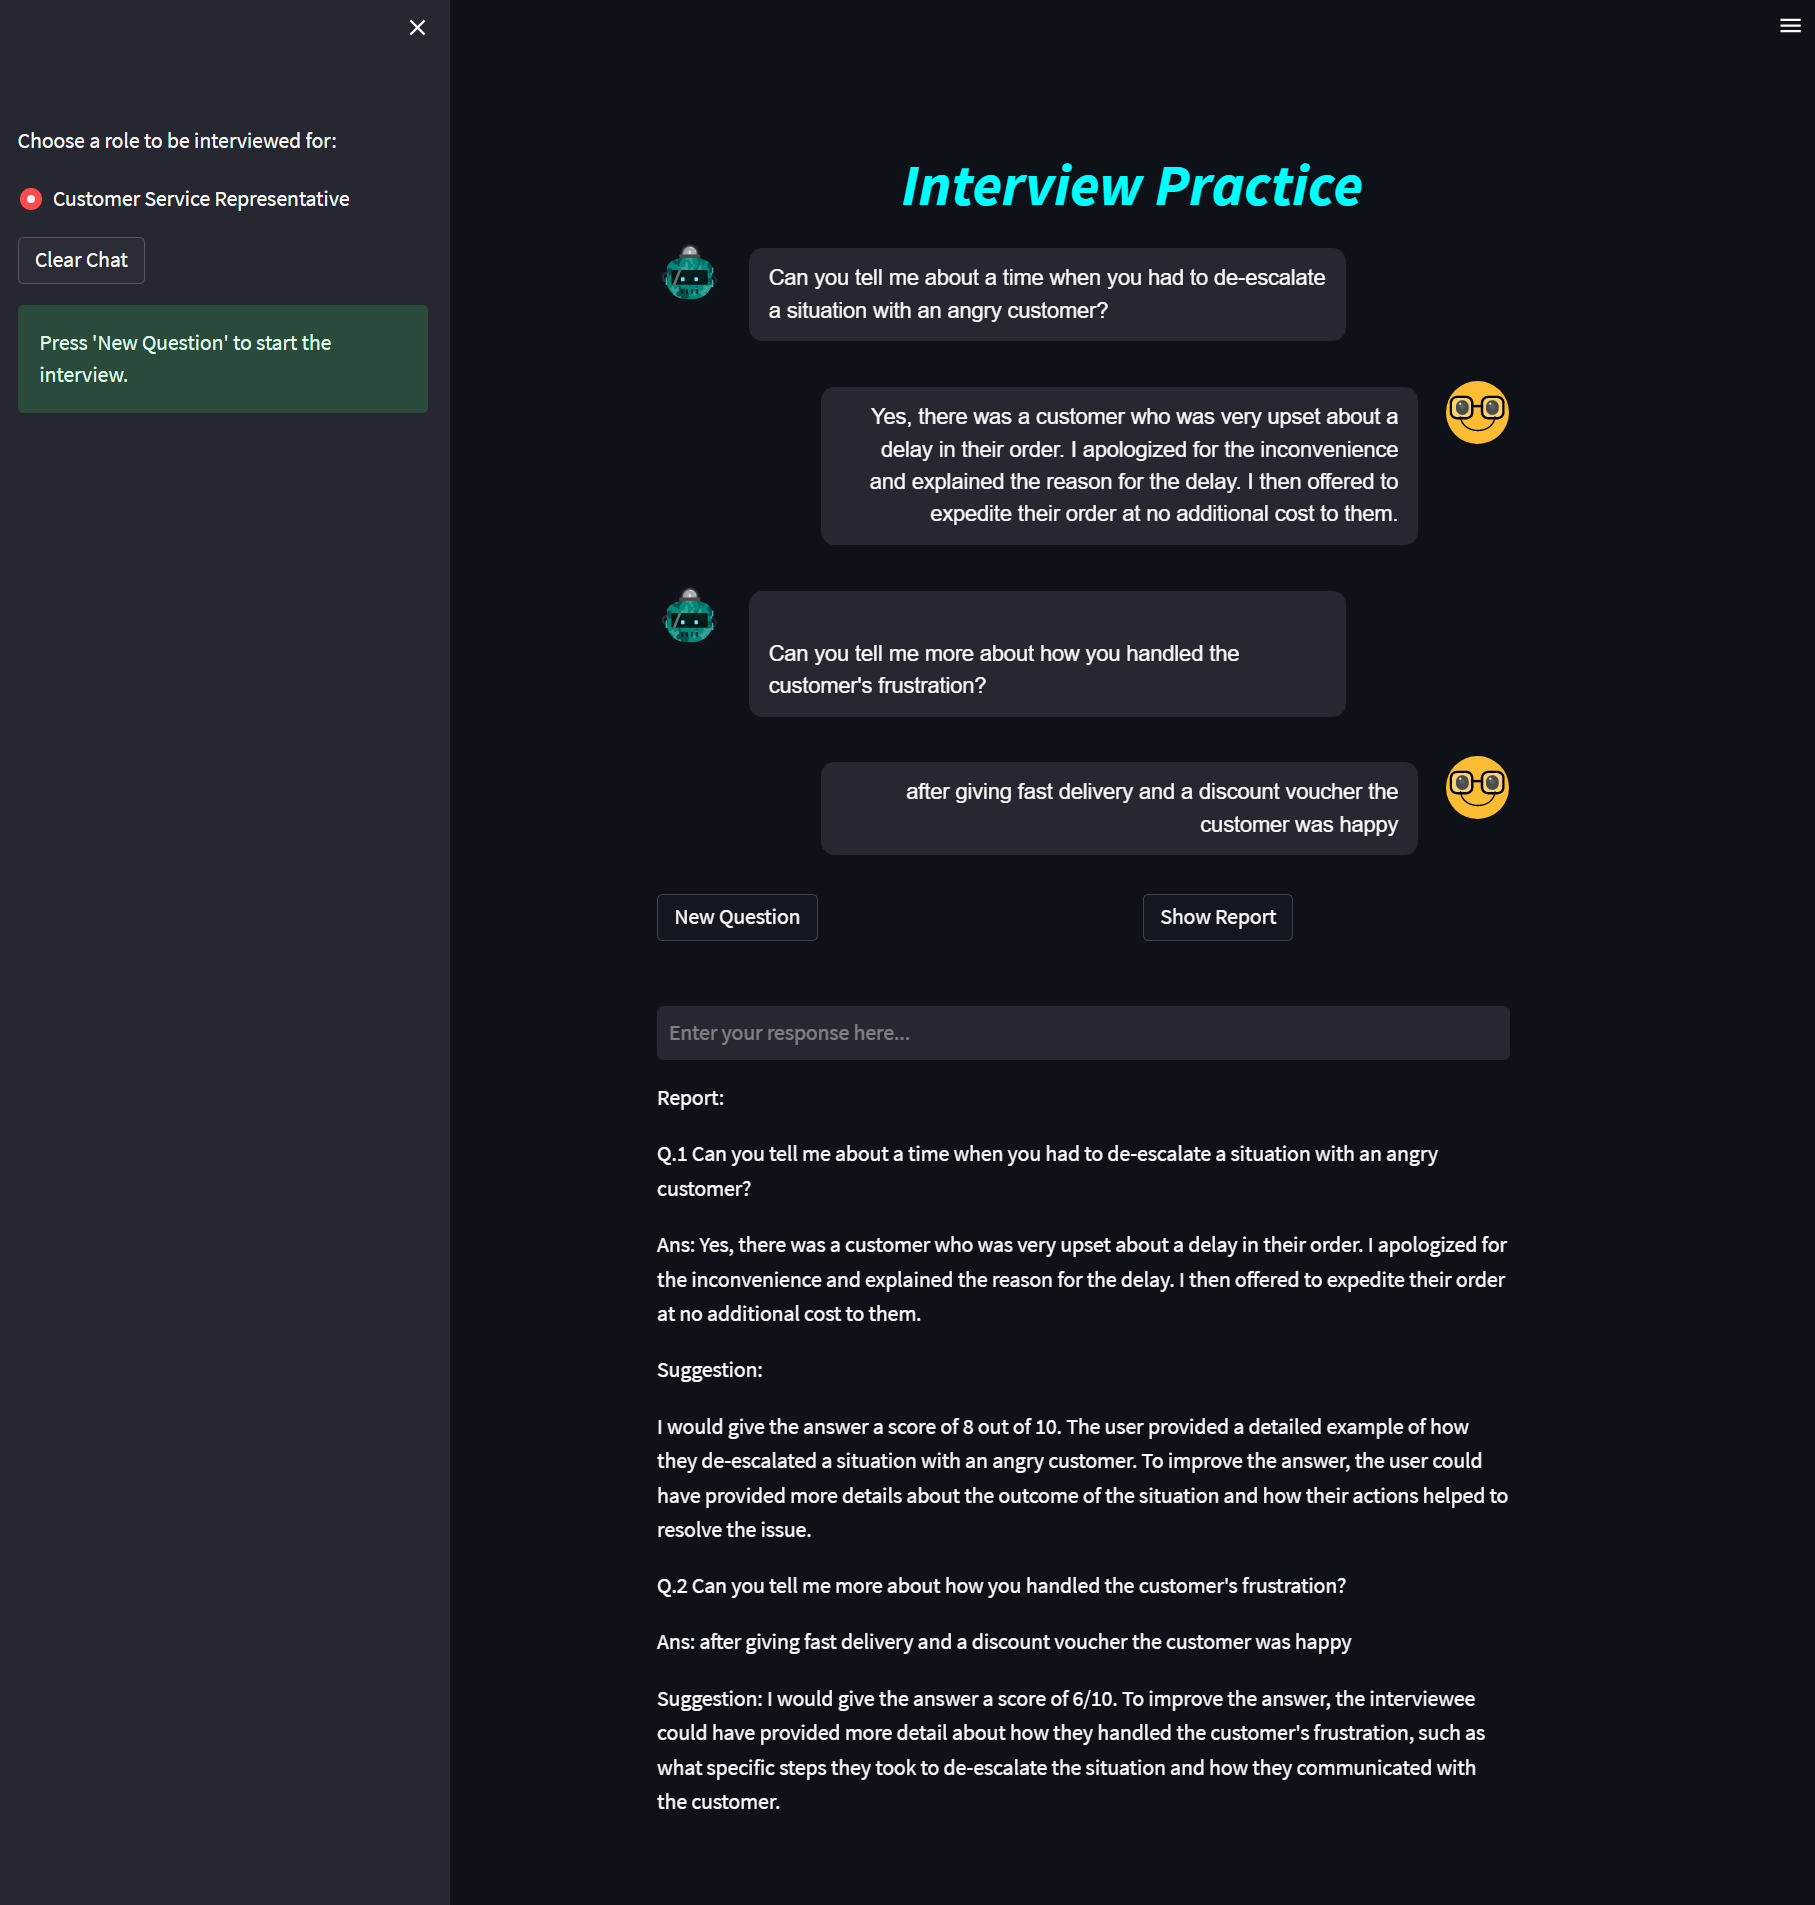 Choose a role to be interviewed for:
Customer Service Representative
Clear Chat
Press 'New Question' to start the
interview.
Interview Practice
Can you tell me about a time when you had to de-escalate
a situation with an angry customer?
Yes, there was a customer who was very upset about a
delay in their order. I apologized for the inconvenience
and explained the reason for the delay. I then offered to
expedite their order at no additional cost to them.
Can you tell me more about how you handled the
customer's frustration?
after giving fast delivery and a discount voucher the
customer was happy
New Question
Show Report
Enter your response here...
Report:
Q.1 Can you tell me about a time when you had to de-escalate a situation with an angry
customer?
Ans: Yes, there was a customer who was very upset about a delay in their order. I apologized for
the inconvenience and explained the reason for the delay. I then offered to expedite their order
at no additional cost to them.
Suggestion:
I would give the answer a score of 8 out of 10. The user provided a detailed example of how
they de-escalated a situation with an angry customer. To improve the answer, the user could
have provided more details about the outcome of the situation and how their actions helped to
resolve the issue.
Q.2 Can you tell me more about how you handled the customer's frustration?
Ans: after giving fast delivery and a discount voucher the customer was happy
Suggestion: I would give the answer a score of 6/10. To improve the answer, the interviewee
could have provided more detail about how they handled the customer's frustration, such as
what specific steps they took to de-escalate the situation and how they communicated with
the customer.